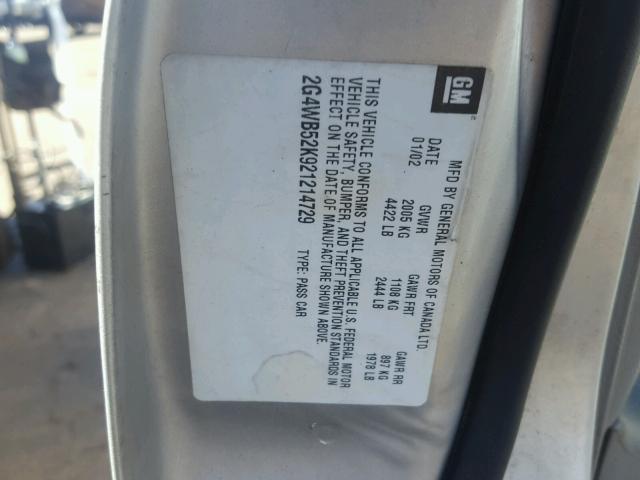 GM
MFD BY GENERAL MOTORS OF CANADA LTD.
DATE GVWR GAWR FRT GAWR RR
01/02 2005 KG 1108 KG 897 KG
4422 LB 2444 LB 1978 LB
THIS VEHICLE CONFORMS TO ALL APPLICABLE U.S. FEDERAL MOTOR
VEHICLE SAFETY, BUMPER, AND THEFT PREVENTION STANDARDS IN
EFFECT ON THE DATE OF MANUFACTURE SHOWN ABOVE.
2G4WB52K921214729 TYPE: PASS CAR